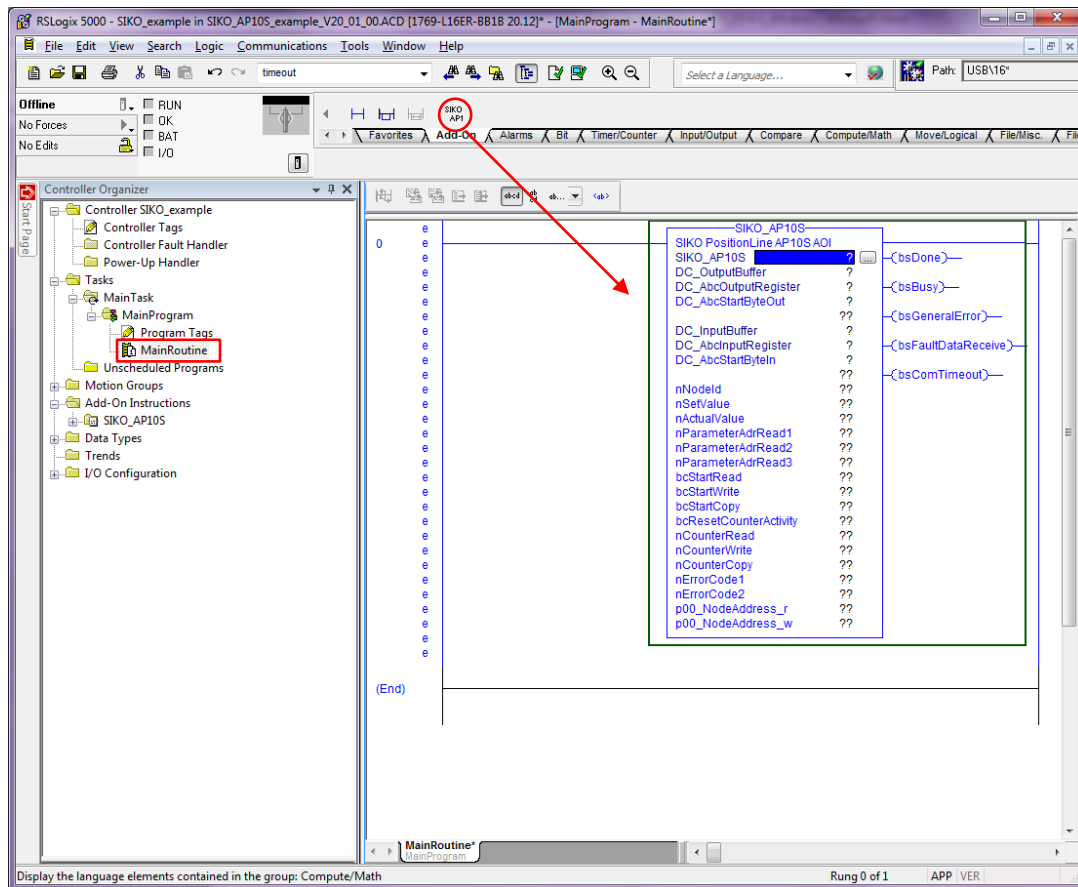 RSLogix 5000 - SIKO_example in SIKO_AP10S_example_V20_01_00.ACD [1769-L16ER-BB1B 20.12]* - [MainProgram - MainRoutine*]
File Edit View Search Logic Communications Tools Window Help
timeout
Select a Language...
Path: USB\16*
Offline
No Forces
No Edits
RUN
OK
BAT
I/O
SIKO
AP1
Favorites Add-On Alarms Bit Timer/Counter Input/Output Compare Compute/Math Move/Logical File/Misc. Fil
Start Page
Controller Organizer
Controller SIKO_example
Controller Tags
Controller Fault Handler
Power-Up Handler
Tasks
MainTask
MainProgram
Program Tags
MainRoutine
Unscheduled Programs
Motion Groups
Add-On Instructions
SIKO_AP10S
Data Types
Trends
I/O Configuration
abcd ab... <ab>
e SIKO_AP10S
0 e SIKO PositionLine AP10S AOI
e SIKO_AP10S ? ... (bsDone)
e DC_OutputBuffer ?
e DC_AbcOutputRegister ? (bsBusy)
e DC_AbcStartByteOut ?
e ?? (bsGeneralError)
e DC_InputBuffer ?
e DC_AbcInputRegister ? (bsFaultDataReceive)
e DC_AbcStartByteIn ?
e ?? (bsComTimeout)
e nNodeId ??
e nSetValue ??
e nActualValue ??
e nParameterAdrRead1 ??
e nParameterAdrRead2 ??
e nParameterAdrRead3 ??
e bcStartRead ??
e bcStartWrite ??
e bcStartCopy ??
e bcResetCounterActivity ??
e nCounterRead ??
e nCounterWrite ??
e nCounterCopy ??
e nErrorCode1 ??
e nErrorCode2 ??
e p00_NodeAddress_r ??
e p00_NodeAddress_w ??
e
e
(End)
MainRoutine*
MainProgram
Display the language elements contained in the group: Compute/Math
Rung 0 of 1 APP VER